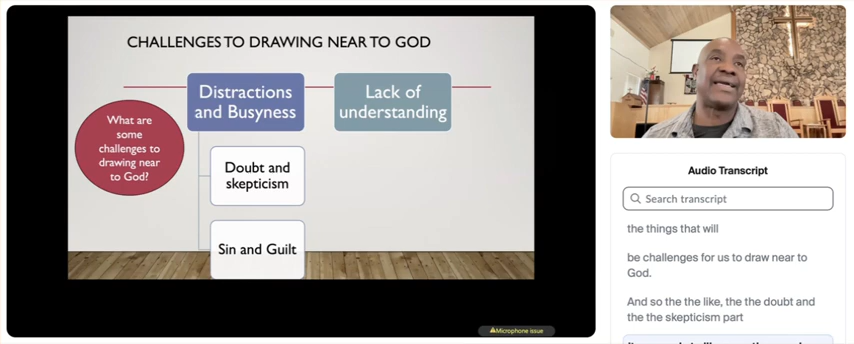 CHALLENGES TO DRAWING NEAR TO GOD
Distractions
and Busyness
Lack of
understanding
What are
some
challenges to
drawing near
to God?
Doubt and
skepticism
Sin and Guilt
Microphone issue
Audio Transcript
Search transcript
the things that will
be challenges for us to draw near to
God.
And so the the like, the the doubt and
the the skepticism part